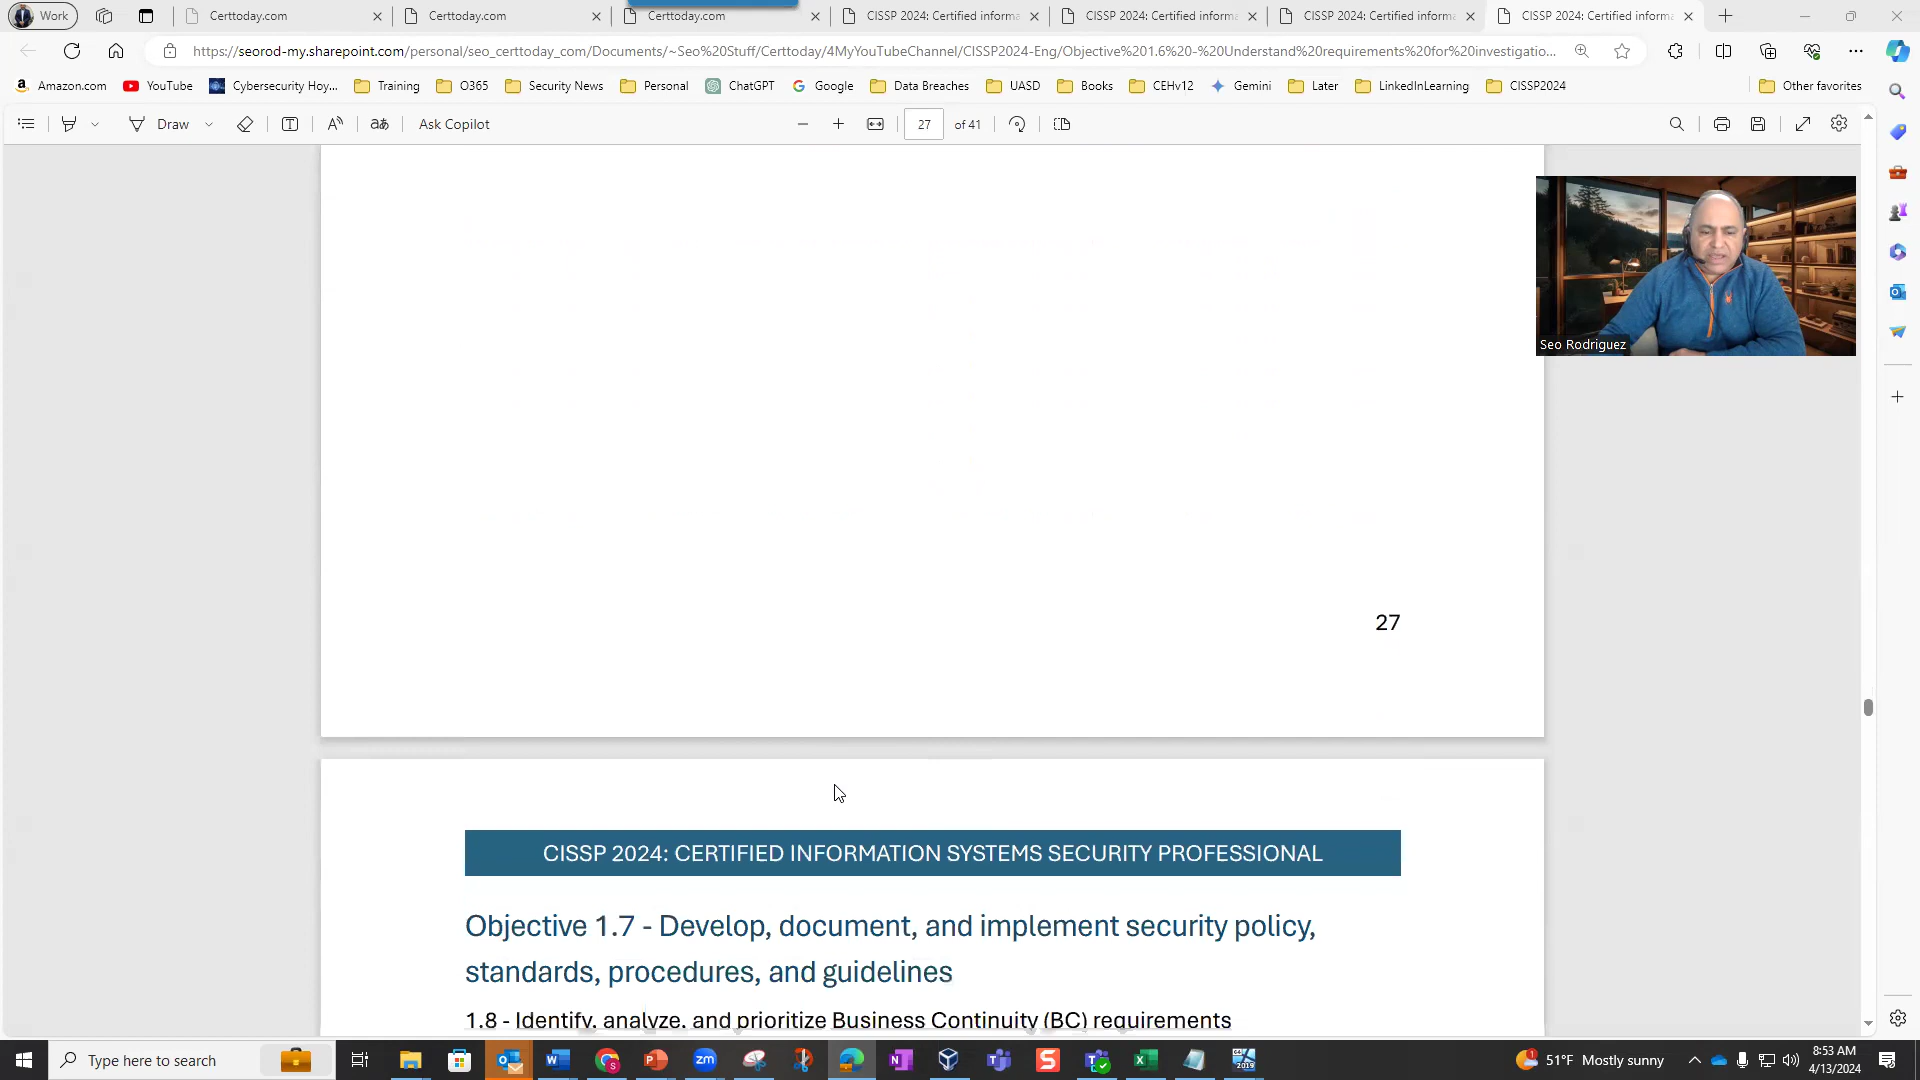 Work
Certtoday.com
Certtoday.com
Certtoday.com
CISSP 2024: Certified informa
CISSP 2024: Certified informa
CISSP 2024: Certified informa
CISSP 2024: Certified informa
https://seorod-my.sharepoint.com/personal/seo_certtoday_com/Documents/~Seo%20Stuff/Certtoday/4MyYouTubeChannel/CISSP2024-Eng/Objective%201.6%20-%20Understand%20requirements%20for%20investigatio...
Amazon.com
YouTube
Cybersecurity Hoy...
Training
O365
Security News
Personal
ChatGPT
Google
Data Breaches
UASD
Books
CEHv12
Gemini
Later
LinkedInLearning
CISSP2024
Other favorites
Draw
Ask Copilot
27
of 41
Seo Rodriguez
27
CISSP 2024: CERTIFIED INFORMATION SYSTEMS SECURITY PROFESSIONAL
Objective 1.7 - Develop, document, and implement security policy,
standards, procedures, and guidelines
1.8 - Identify, analyze, and prioritize Business Continuity (BC) requirements
Type here to search
51°F Mostly sunny
8:53 AM
4/13/2024